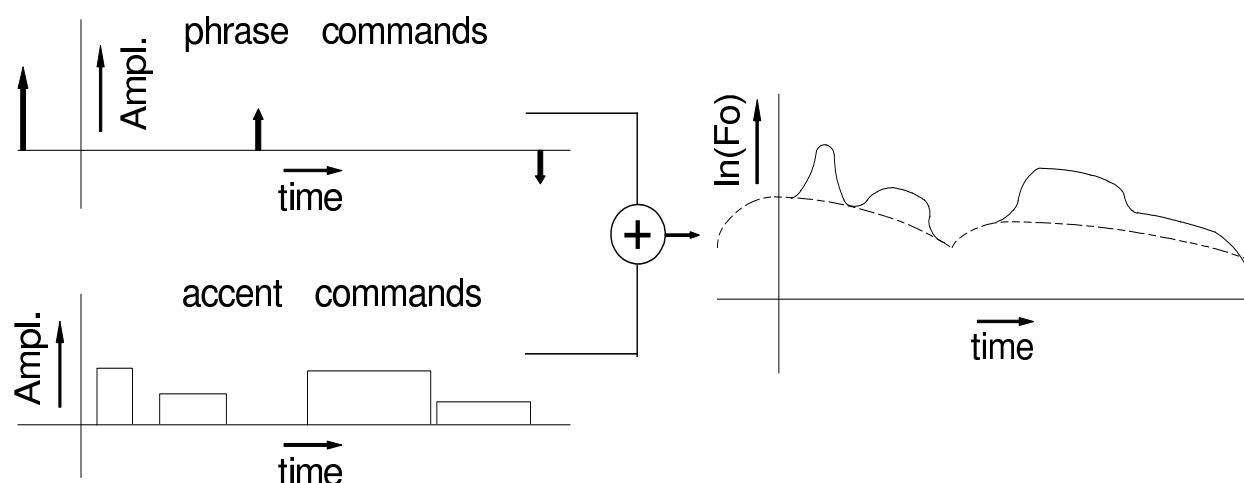 phrase commands
Ampl.
time
+
accent commands
Ampl.
time
ln(Fo)
time